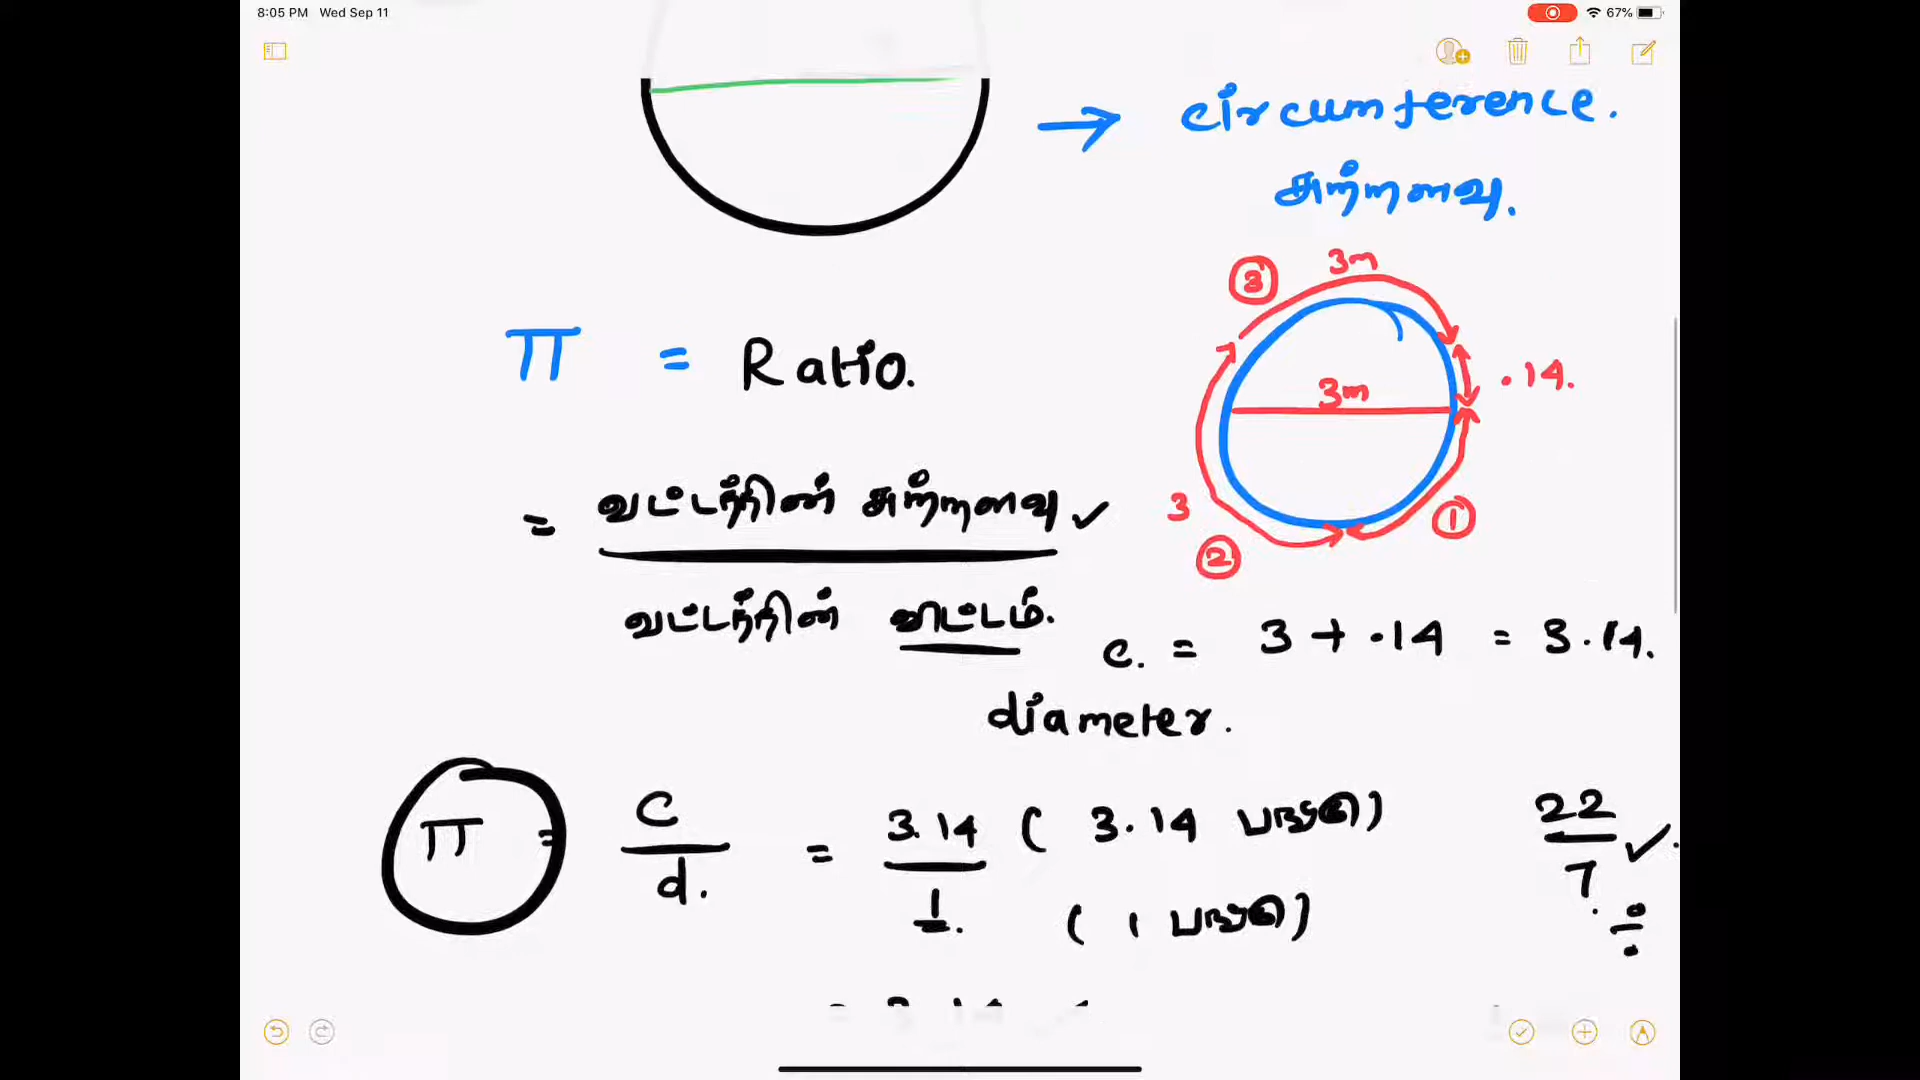 8:05 PM Wed Sep 11
67%
→ circumference.
சுற்றளவு.
3 3m
π = Ratio.
3m .14.
= வட்டத்தின் சுற்றளவு ✓
3 1
2
வட்டத்தின் விட்டம்.
c. = 3 + .14 = 3.14.
diameter.
π = C/d. = 3.14/1. ( 3.14 பங்கு) 22/7 ✓.
( 1 பங்கு) ÷
= 3.14 ✓